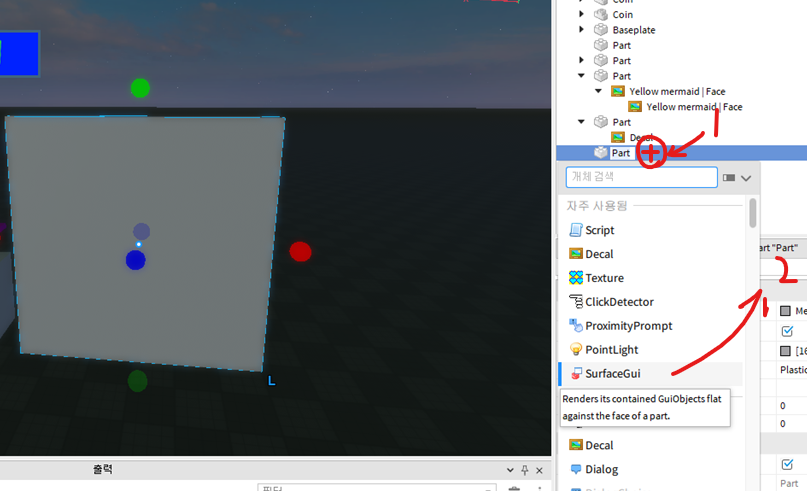 Coin
Coin
Baseplate
Part
Part
Part
Yellow mermaid | Face
Yellow mermaid | Face
Part
Decal
Part
1
개체 검색
자주 사용됨
Script
Decal
Texture
ClickDetector
ProximityPrompt
PointLight
SurfaceGui
Renders its contained GuiObjects flat
against the face of a part.
Decal
Dialog
art "Part"
2
Me
[16
Plastic
0
0
Part
L
출력
필터